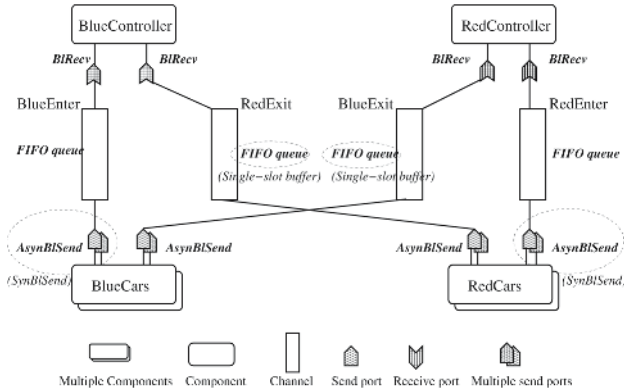 BlueController
RedController
BlRecv
BlRecv
BlRecv
BlRecv
BlueEnter
RedExit
BlueExit
RedEnter
FIFO queue
FIFO queue
FIFO queue
FIFO queue
(Single-slot buffer)
(Single-slot buffer)
AsynBlSend
AsynBlSend
AsynBlSend
AsynBlSend
(SynBlSend)
(SynBlSend)
BlueCars
RedCars
Multiple Components
Component
Channel
Send port
Receive port
Multiple send ports